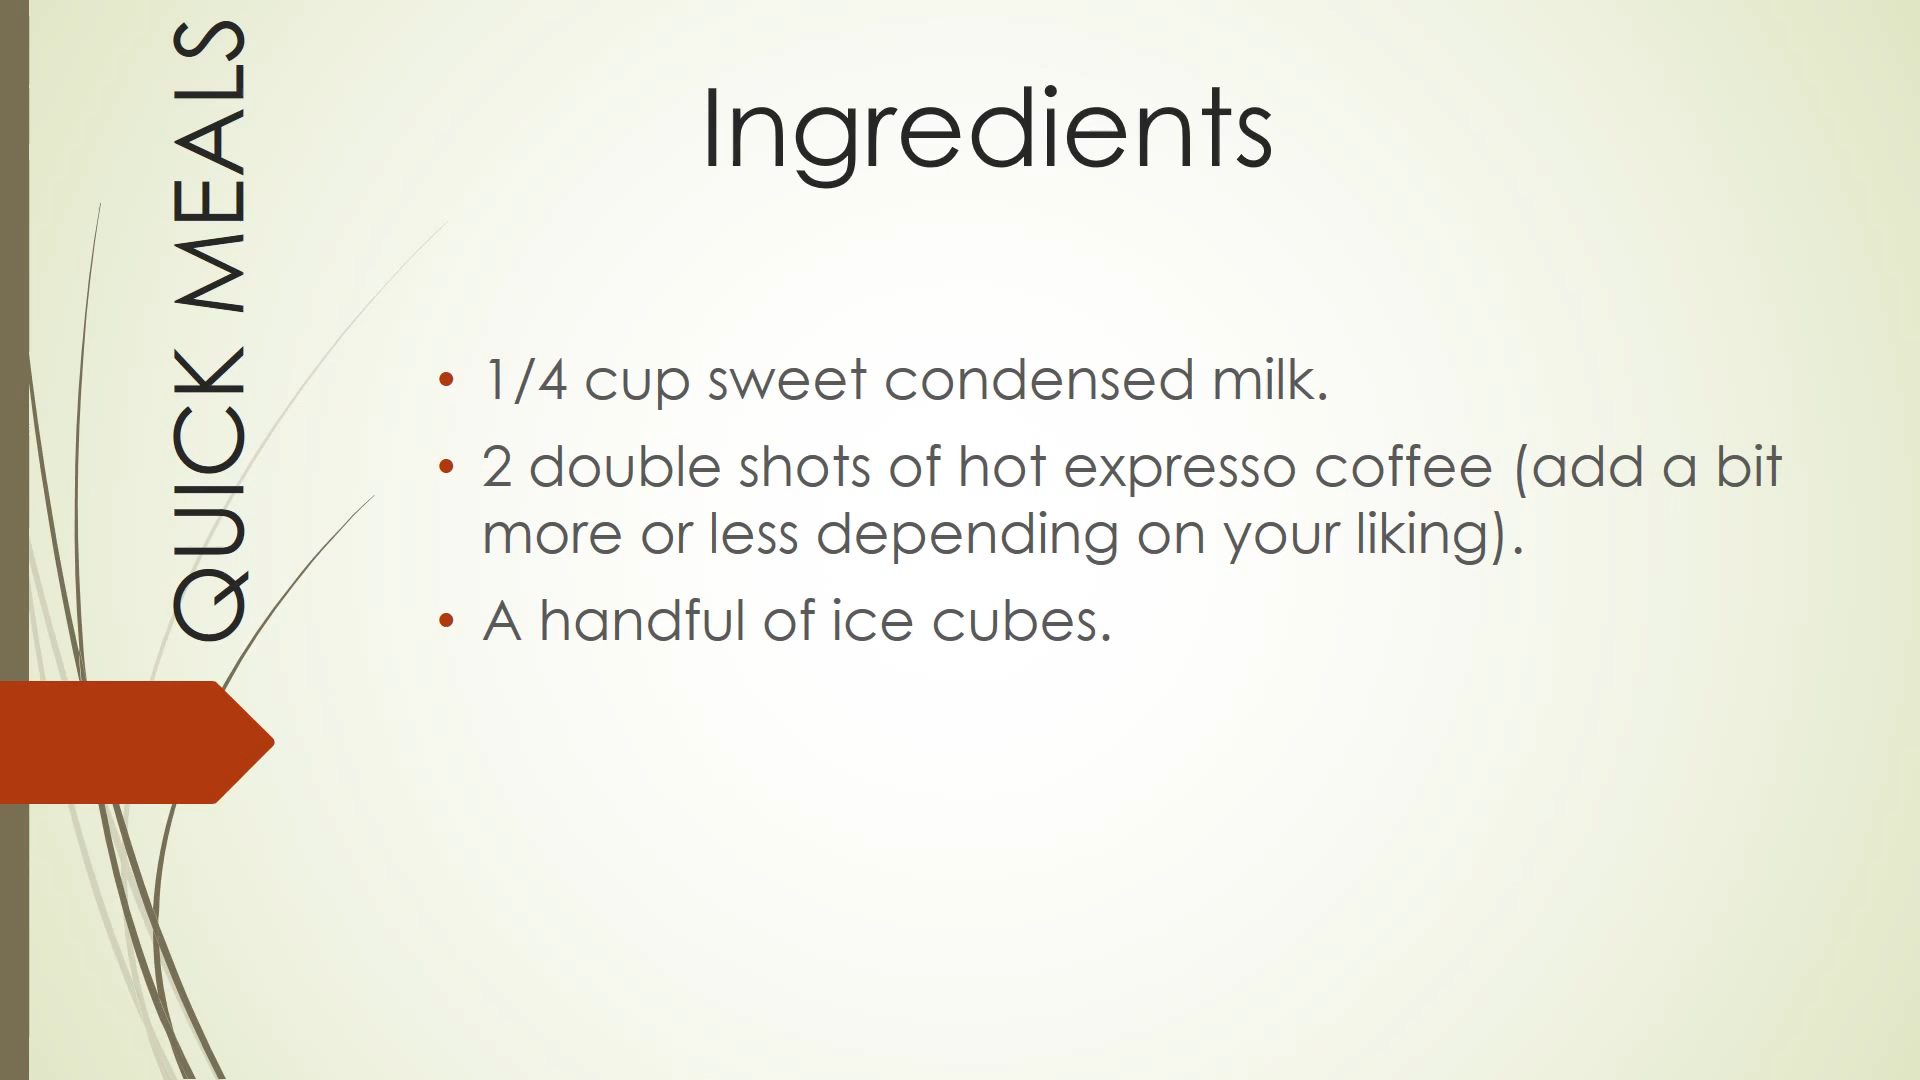 QUICK MEALS
Ingredients
• 1/4 cup sweet condensed milk.
• 2 double shots of hot expresso coffee (add a bit
more or less depending on your liking).
• A handful of ice cubes.